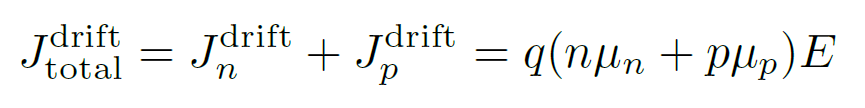 J_total^drift = J_n^drift + J_p^drift = q(nμ_n + pμ_p)E